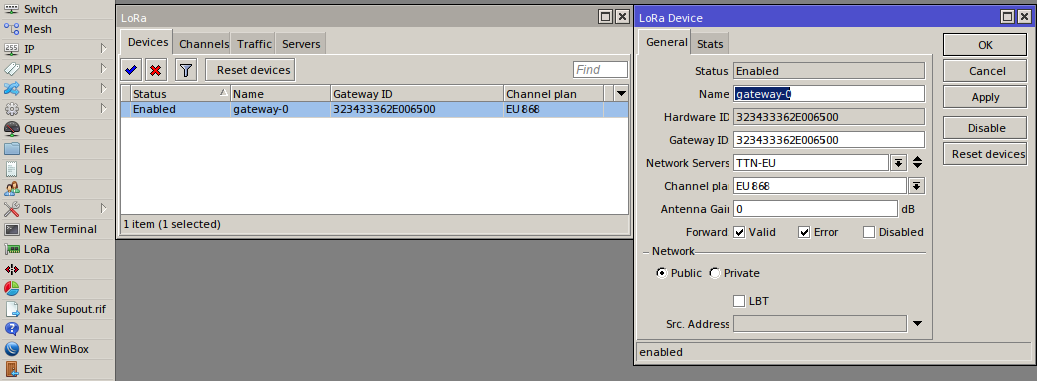 Switch
Mesh
IP
MPLS
Routing
System
Queues
Files
Log
RADIUS
Tools
New Terminal
LoRa
Dot1X
Partition
Make Supout.rif
Manual
New WinBox
Exit
LoRa
Devices Channels Traffic Servers
Reset devices Find
Status Name Gateway ID Channel plan
Enabled gateway-0 323433362E006500 EU868
1 item (1 selected)
LoRa Device
General Stats
Status Enabled
Name gateway-0
Hardware ID 323433362E006500
Gateway ID 323433362E006500
Network Servers TTN-EU
Channel pla EU868
Antenna Gai 0 dB
Forward Valid Error Disabled
Network
Public Private
LBT
Src. Address
enabled
OK
Cancel
Apply
Disable
Reset devices